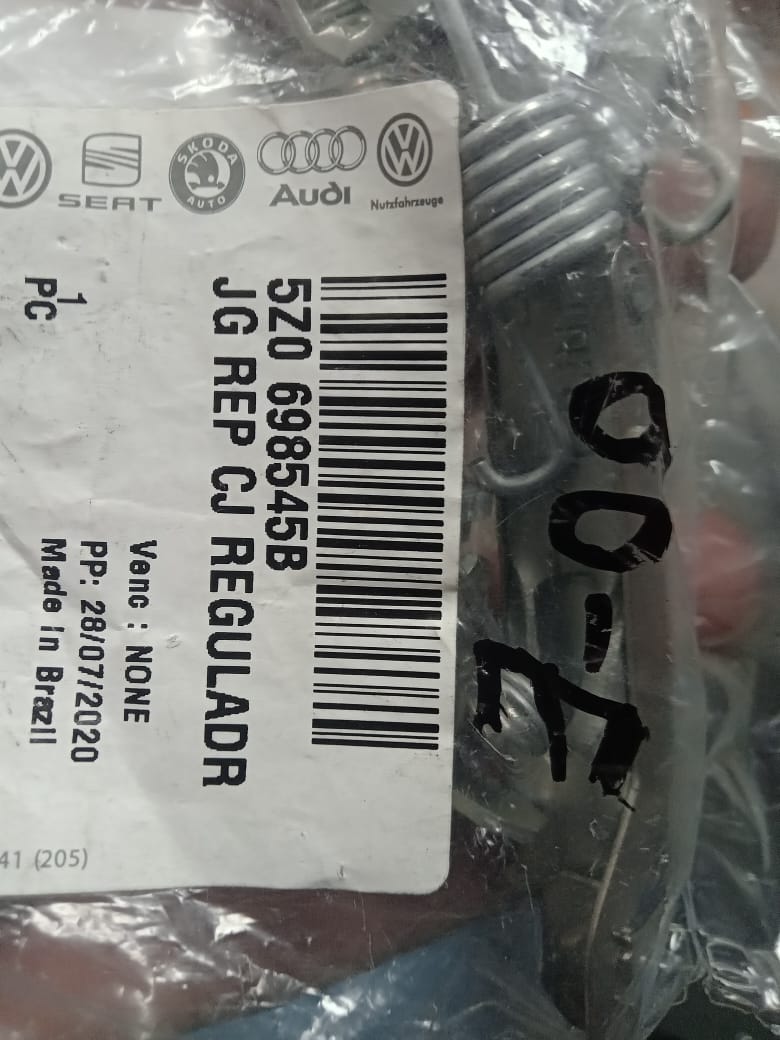 SEAT
SKODA
AUTO
Audi
Nutzfahrzeuge
5Z0 698545B
JG REP CJ REGULADR
1
PC
Venc : NONE
PP: 28/07/2020
Made in Brazil
41 (205)
00-E